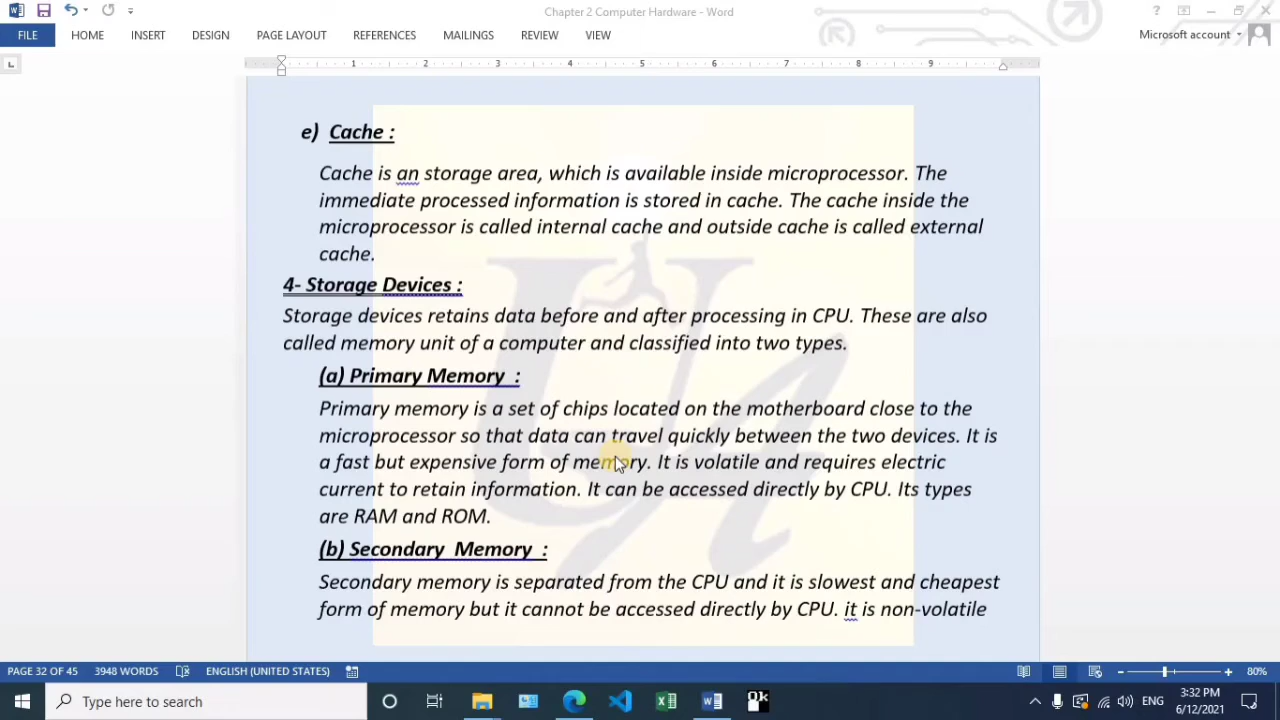 Chapter 2 Computer Hardware - Word
FILE HOME INSERT DESIGN PAGE LAYOUT REFERENCES MAILINGS REVIEW VIEW Microsoft account
1 2 3 4 5 6 7 8 9
e) Cache :
Cache is an storage area, which is available inside microprocessor. The
immediate processed information is stored in cache. The cache inside the
microprocessor is called internal cache and outside cache is called external
cache.
4- Storage Devices :
Storage devices retains data before and after processing in CPU. These are also
called memory unit of a computer and classified into two types.
(a) Primary Memory :
Primary memory is a set of chips located on the motherboard close to the
microprocessor so that data can travel quickly between the two devices. It is
a fast but expensive form of memory. It is volatile and requires electric
current to retain information. It can be accessed directly by CPU. Its types
are RAM and ROM.
(b) Secondary Memory :
Secondary memory is separated from the CPU and it is slowest and cheapest
form of memory but it cannot be accessed directly by CPU. it is non-volatile
PAGE 32 OF 45 3948 WORDS ENGLISH (UNITED STATES) 80%
Type here to search ENG 3:32 PM
6/12/2021